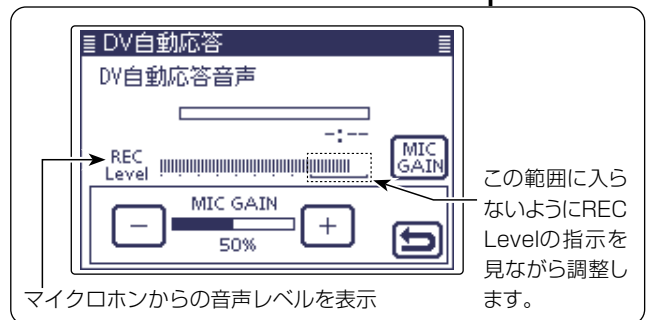 DV自動応答
DV自動応答音声
-:--
REC
Level
MIC
GAIN
MIC GAIN
−
+
50%
この範囲に入ら
ないようにREC
Levelの指示を
見ながら調整し
ます。
マイクロホンからの音声レベルを表示